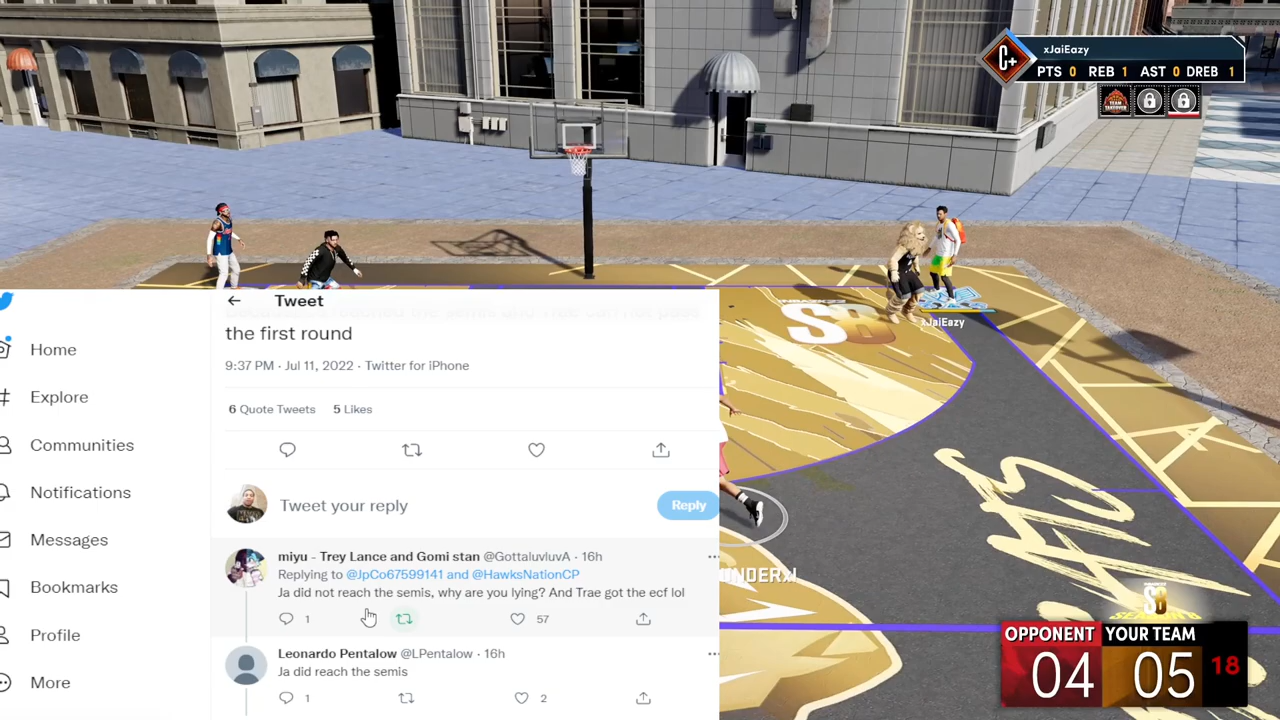 xJaiEazy
C+
PTS 0 REB 1 AST 0 DREB 1
TEAM TAKEOVER
xJaiEazy
UNDERx!
Tweet
the first round
9:37 PM · Jul 11, 2022 · Twitter for iPhone
6 Quote Tweets 5 Likes
Home
Explore
Communities
Notifications
Messages
Bookmarks
Profile
More
Tweet your reply
Reply
miyu - Trey Lance and Gomi stan @GottaluvluvA · 16h
Replying to @JpCo67599141 and @HawksNationCP
Ja did not reach the semis, why are you lying? And Trae got the ecf lol
1 57
Leonardo Pentalow @LPentalow · 16h
Ja did reach the semis
1 2
OPPONENT YOUR TEAM
04 05 18